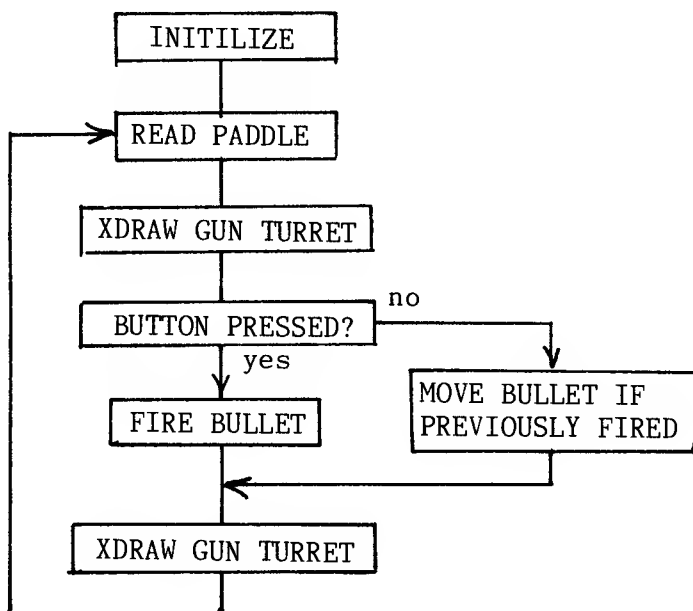 INITILIZE
READ PADDLE
XDRAW GUN TURRET
BUTTON PRESSED?
no
yes
FIRE BULLET
MOVE BULLET IF
PREVIOUSLY FIRED
XDRAW GUN TURRET